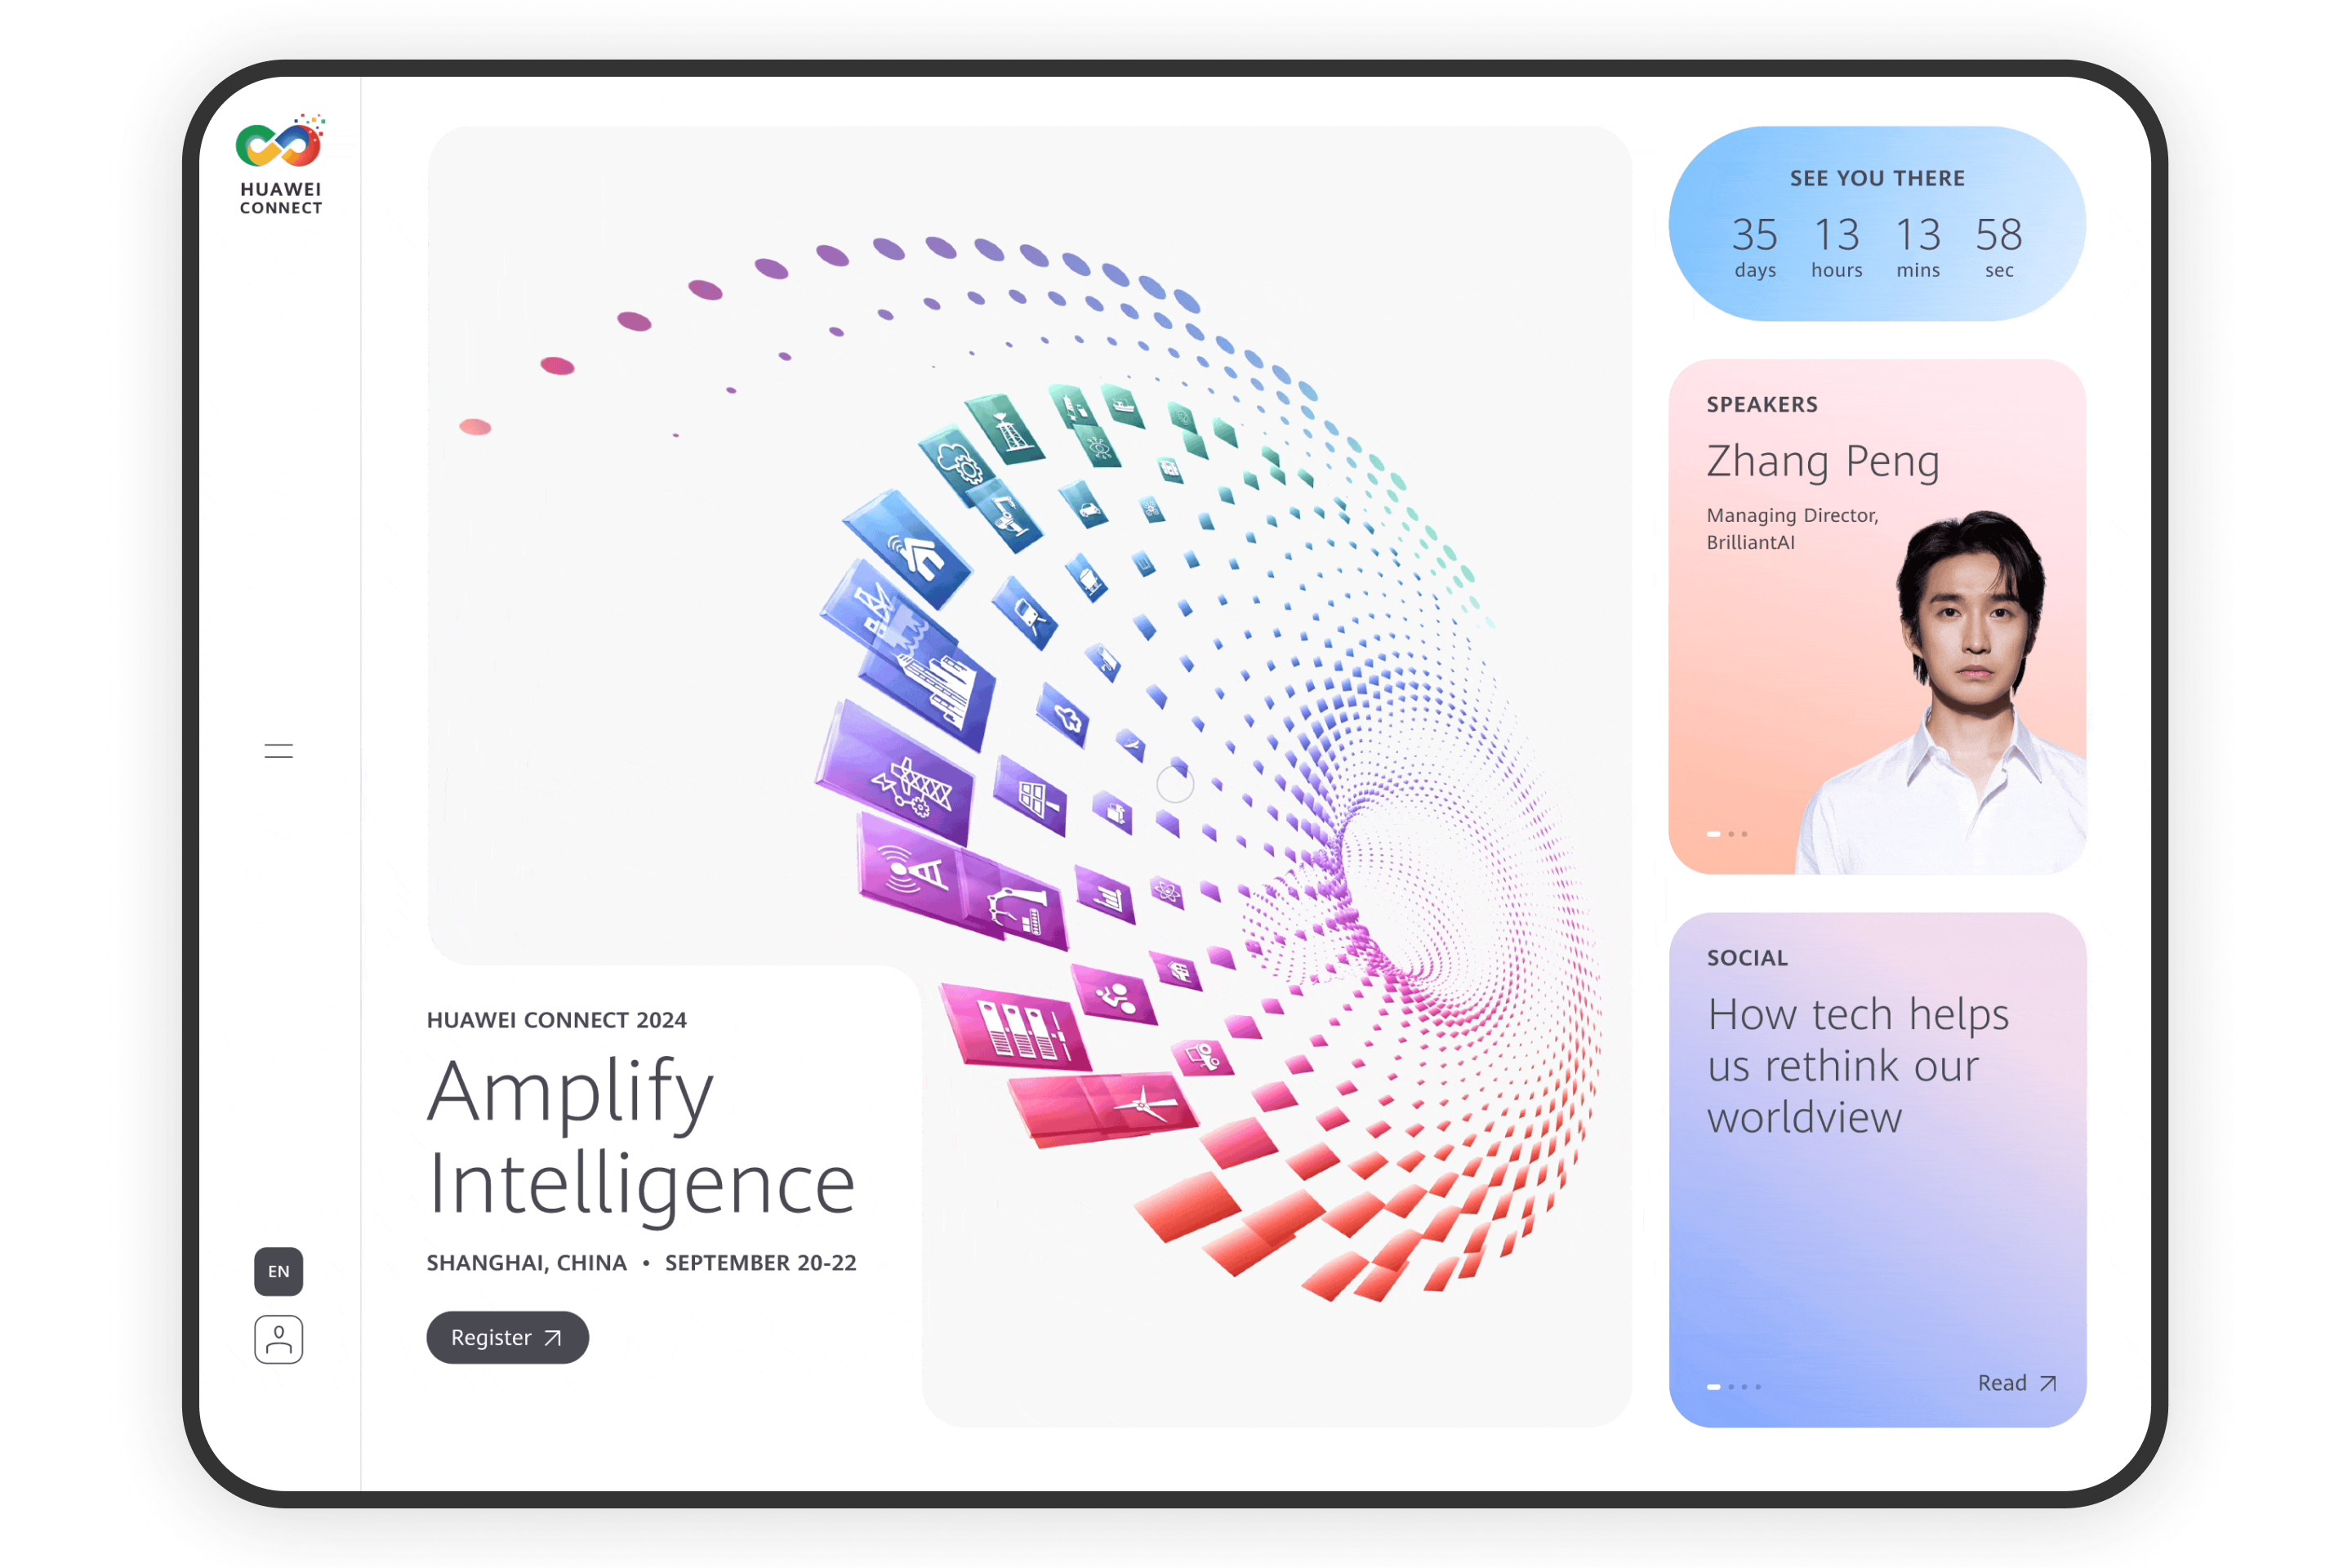 HUAWEI
CONNECT
EN
HUAWEI CONNECT 2024
Amplify
Intelligence
SHANGHAI, CHINA • SEPTEMBER 20-22
Register
SEE YOU THERE
35 13 13 58
days hours mins sec
SPEAKERS
Zhang Peng
Managing Director,
BrilliantAI
SOCIAL
How tech helps
us rethink our
worldview
Read